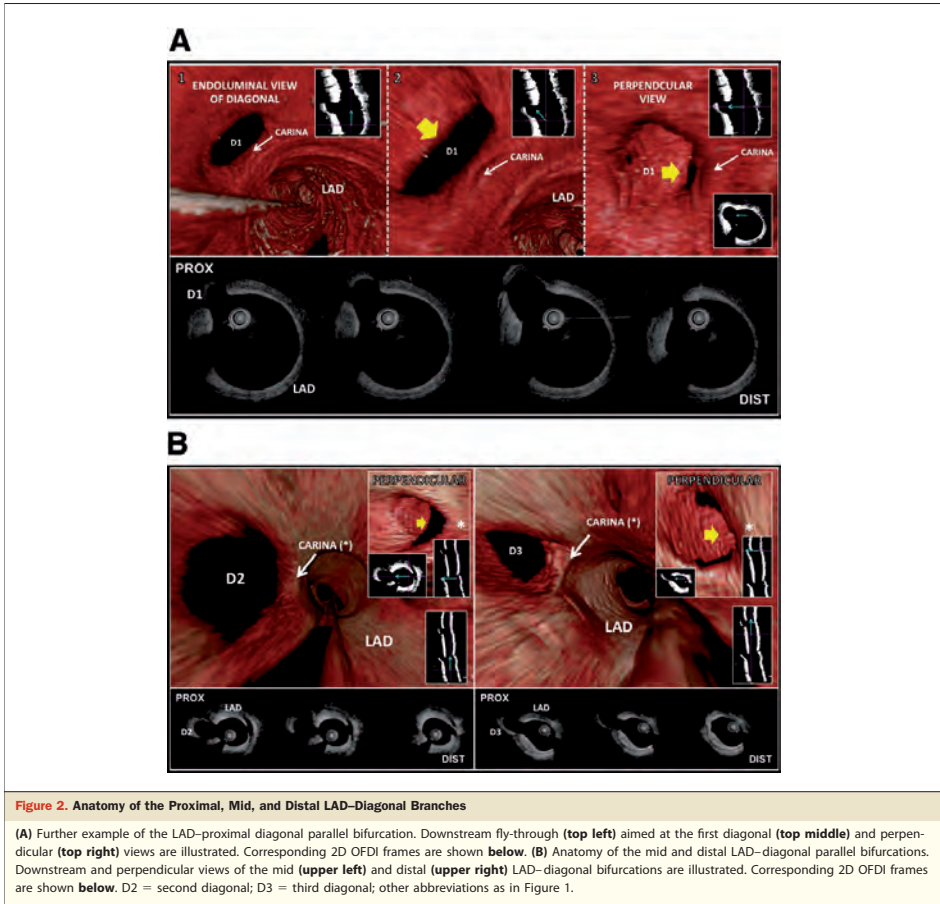 A
1
ENDOLUMINAL VIEW
OF DIAGONAL
D1
CARINA
LAD
2
D1
CARINA
LAD
3
PERPENDCULAR
VIEW
D1
CARINA
PROX
D1
LAD
DIST
B
D2
CARINA (*)
LAD
PERPENDICULAR
*
D3
CARINA (*)
LAD
PERPENDICULAR
*
PROX
LAD
D2
DIST
PROX
LAD
D3
DIST
Figure 2. Anatomy of the Proximal, Mid, and Distal LAD–Diagonal Branches
(A) Further example of the LAD–proximal diagonal parallel bifurcation. Downstream fly-through (top left) aimed at the first diagonal (top middle) and perpen-
dicular (top right) views are illustrated. Corresponding 2D OFDI frames are shown below. (B) Anatomy of the mid and distal LAD–diagonal parallel bifurcations.
Downstream and perpendicular views of the mid (upper left) and distal (upper right) LAD–diagonal bifurcations are illustrated. Corresponding 2D OFDI frames
are shown below. D2 = second diagonal; D3 = third diagonal; other abbreviations as in Figure 1.